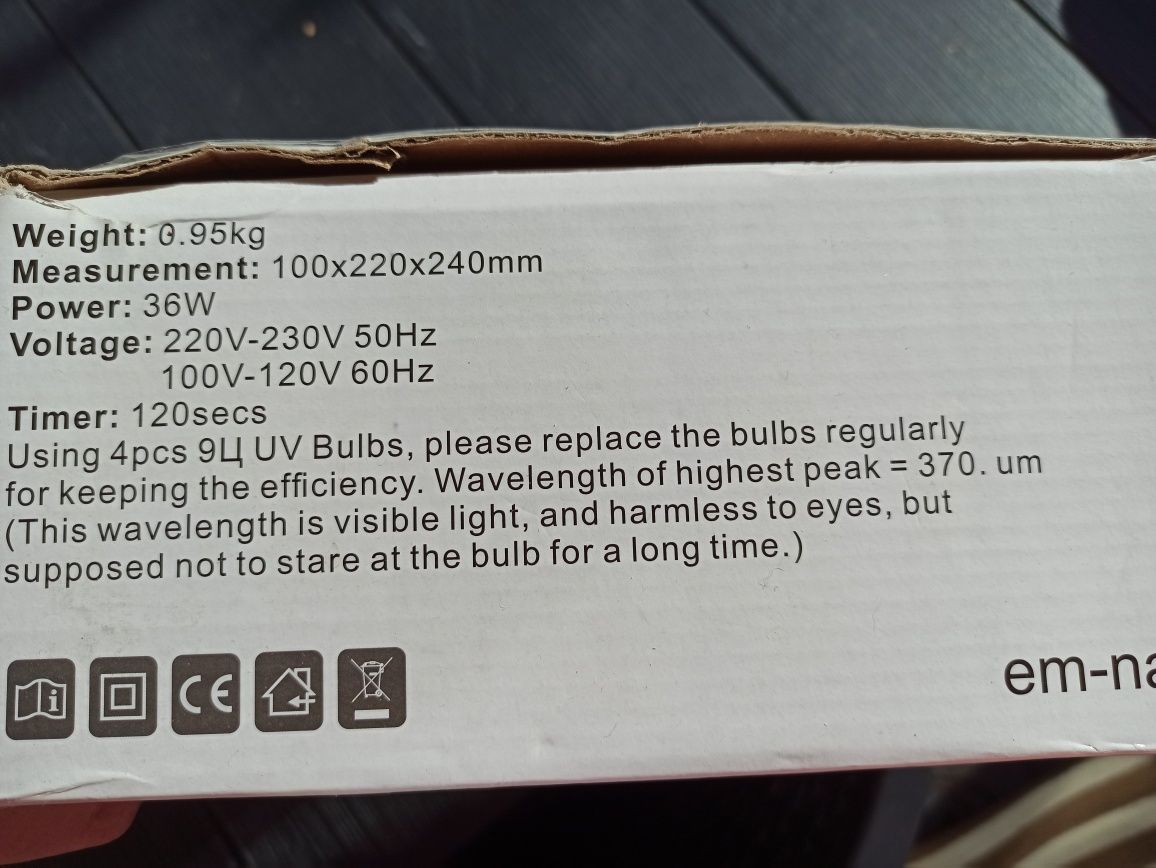 Weight: 0.95kg
Measurement: 100x220x240mm
Power: 36W
Voltage: 220V-230V 50Hz
100V-120V 60Hz
Timer: 120secs
Using 4pcs 9Ц UV Bulbs, please replace the bulbs regularly
for keeping the efficiency. Wavelength of highest peak = 370. um
(This wavelength is visible light, and harmless to eyes, but
supposed not to stare at the bulb for a long time.)
i
CE
em-na